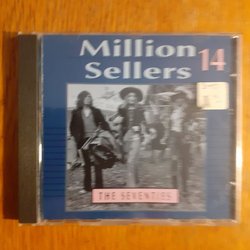 Million
Sellers 14
THE SEVENTIES